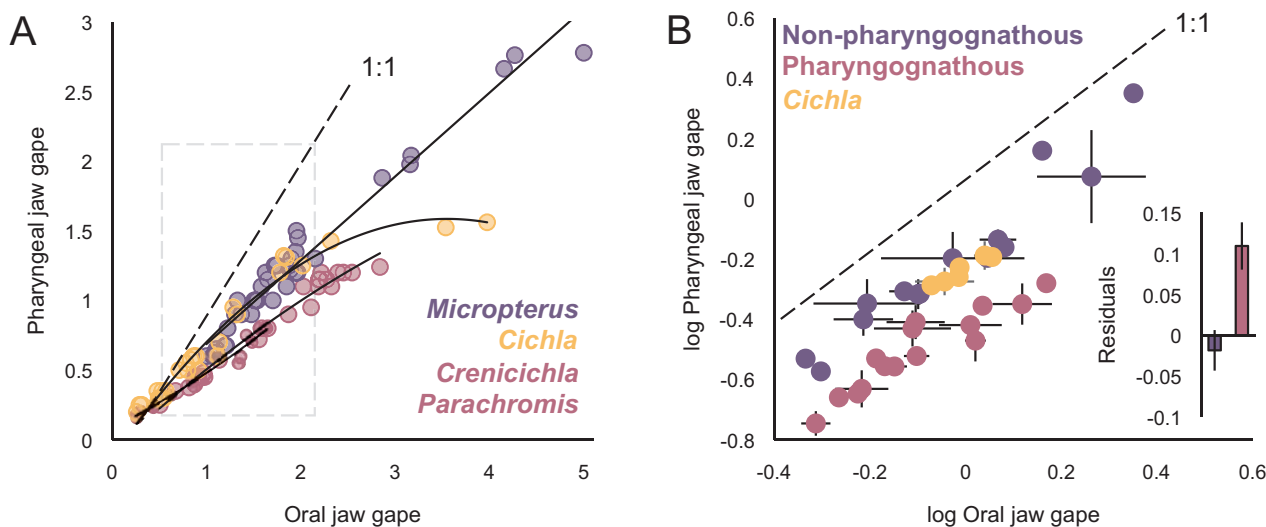 A
3
2.5
2
1.5
1
0.5
0
0
1
2
3
4
5
Pharyngeal jaw gape
Oral jaw gape
1:1
Micropterus
Cichla
Crenicichla
Parachromis
B
0.6
0.4
0.2
0
-0.2
-0.4
-0.6
-0.8
-0.4
-0.2
0
0.2
0.4
0.6
log Pharyngeal jaw gape
log Oral jaw gape
Non-pharyngognathous
Pharyngognathous
Cichla
1:1
0.15
0.1
0.05
0
-0.05
-0.1
Residuals